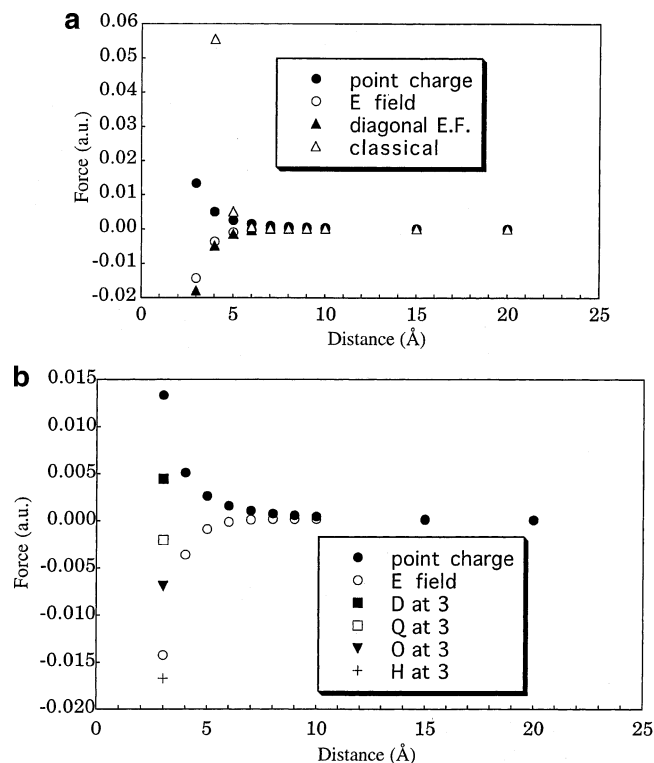 a
0.06
0.05
0.04
0.03
0.02
0.01
0.00
-0.01
-0.02
Force (a.u.)
point charge
E field
diagonal E.F.
classical
0 5 10 15 20 25
Distance (Å)
b
0.015
0.010
0.005
0.000
-0.005
-0.010
-0.015
-0.020
Force (a.u.)
point charge
E field
D at 3
Q at 3
O at 3
H at 3
0 5 10 15 20 25
Distance (Å)